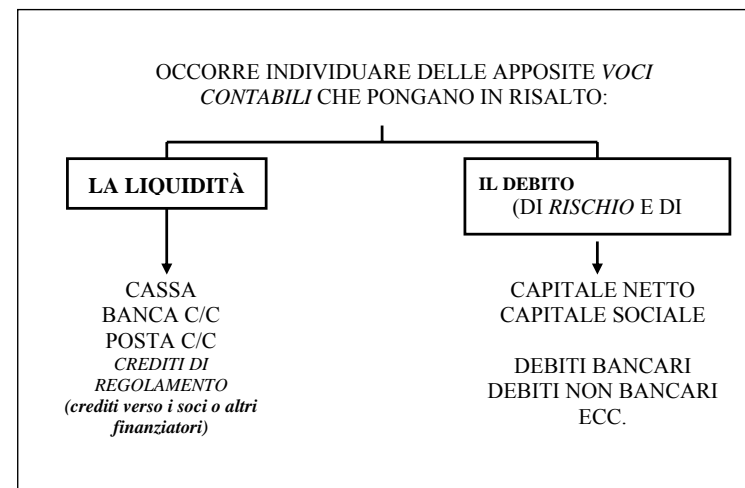 OCCORRE INDIVIDUARE DELLE APPOSITE VOCI
CONTABILI CHE PONGANO IN RISALTO:
LA LIQUIDITÀ
CASSA
BANCA C/C
POSTA C/C
CREDITI DI
REGOLAMENTO
(crediti verso i soci o altri
finanziatori)
IL DEBITO
(DI RISCHIO E DI
CAPITALE NETTO
CAPITALE SOCIALE
DEBITI BANCARI
DEBITI NON BANCARI
ECC.